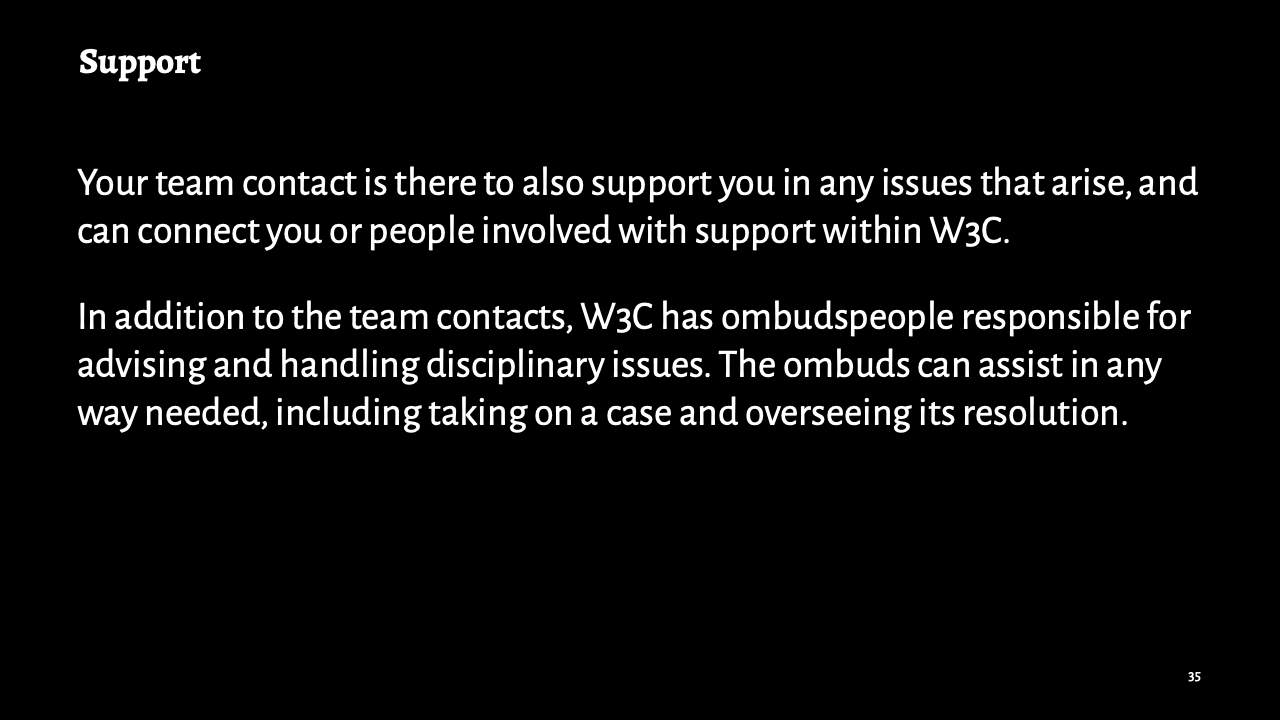 Support
Your team contact is there to also support you in any issues that arise, and
can connect you or people involved with support within W3C.
In addition to the team contacts, W3C has ombudspeople responsible for
advising and handling disciplinary issues. The ombuds can assist in any
way needed, including taking on a case and overseeing its resolution.
35